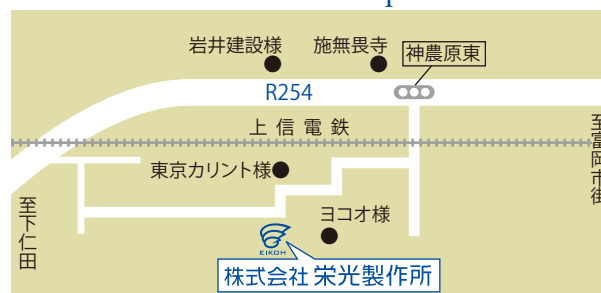 岩井建設様
施無畏寺
神農原東
R254
上信電鉄
至富岡市街
東京カリント様
至下仁田
ヨコオ様
EIKOH
株式会社 栄光製作所